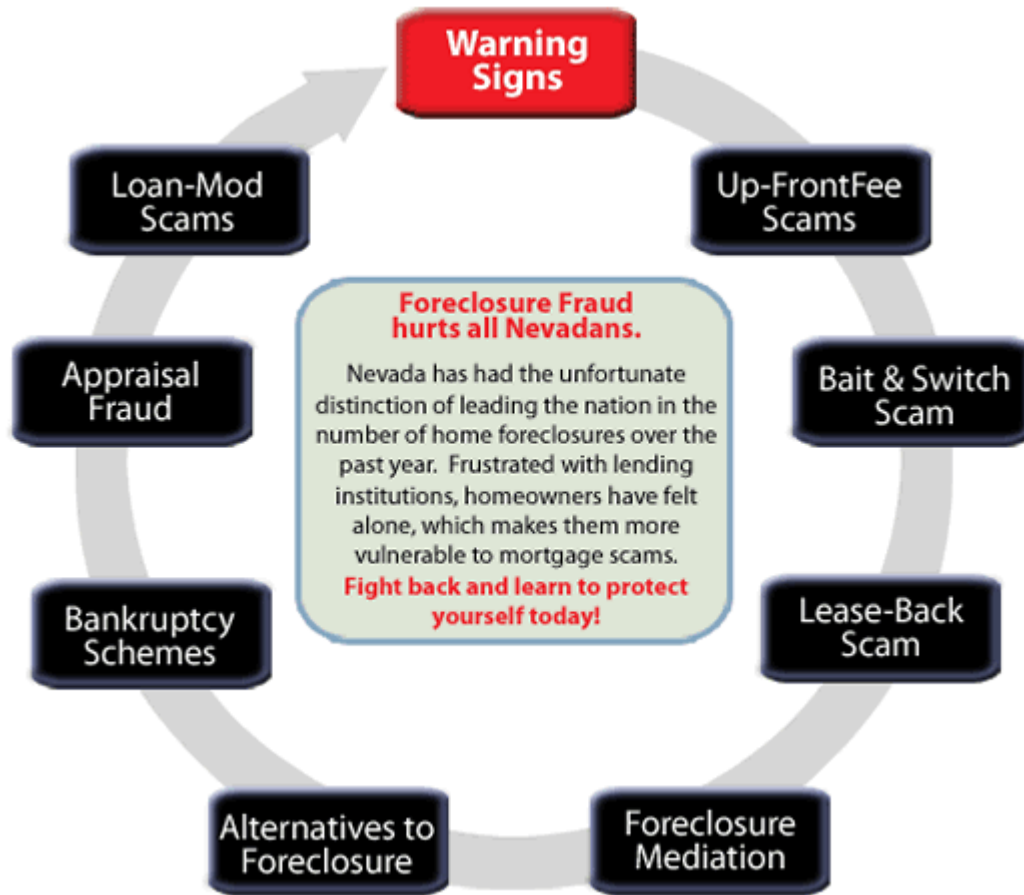 Warning
Signs
Up-FrontFee
Scams
Bait & Switch
Scam
Lease-Back
Scam
Foreclosure
Mediation
Alternatives to
Foreclosure
Bankruptcy
Schemes
Appraisal
Fraud
Loan-Mod
Scams
Foreclosure Fraud
hurts all Nevadans.
Nevada has had the unfortunate
distinction of leading the nation in the
number of home foreclosures over the
past year.  Frustrated with lending
institutions, homeowners have felt
alone, which makes them more
vulnerable to mortgage scams.
Fight back and learn to protect
yourself today!